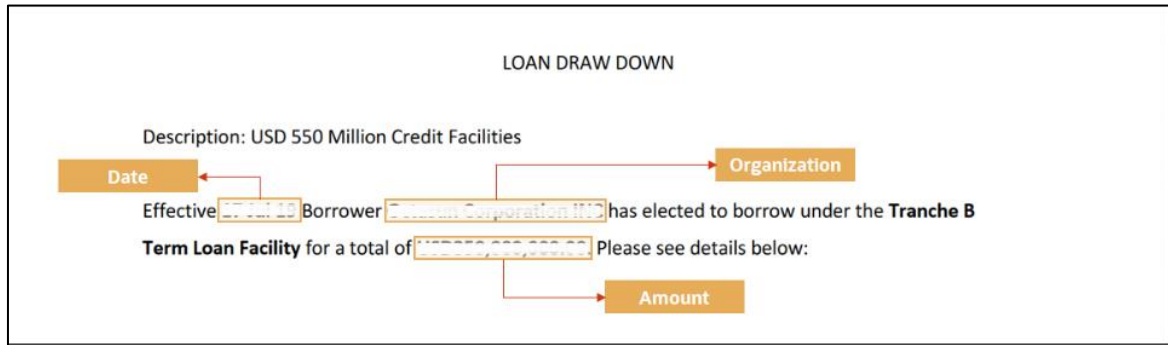 LOAN DRAW DOWN
Description: USD 550 Million Credit Facilities
Organization
Date
Effective Borrower Corporation has elected to borrow under the Tranche B
Term Loan Facility for a total of Please see details below:
Amount